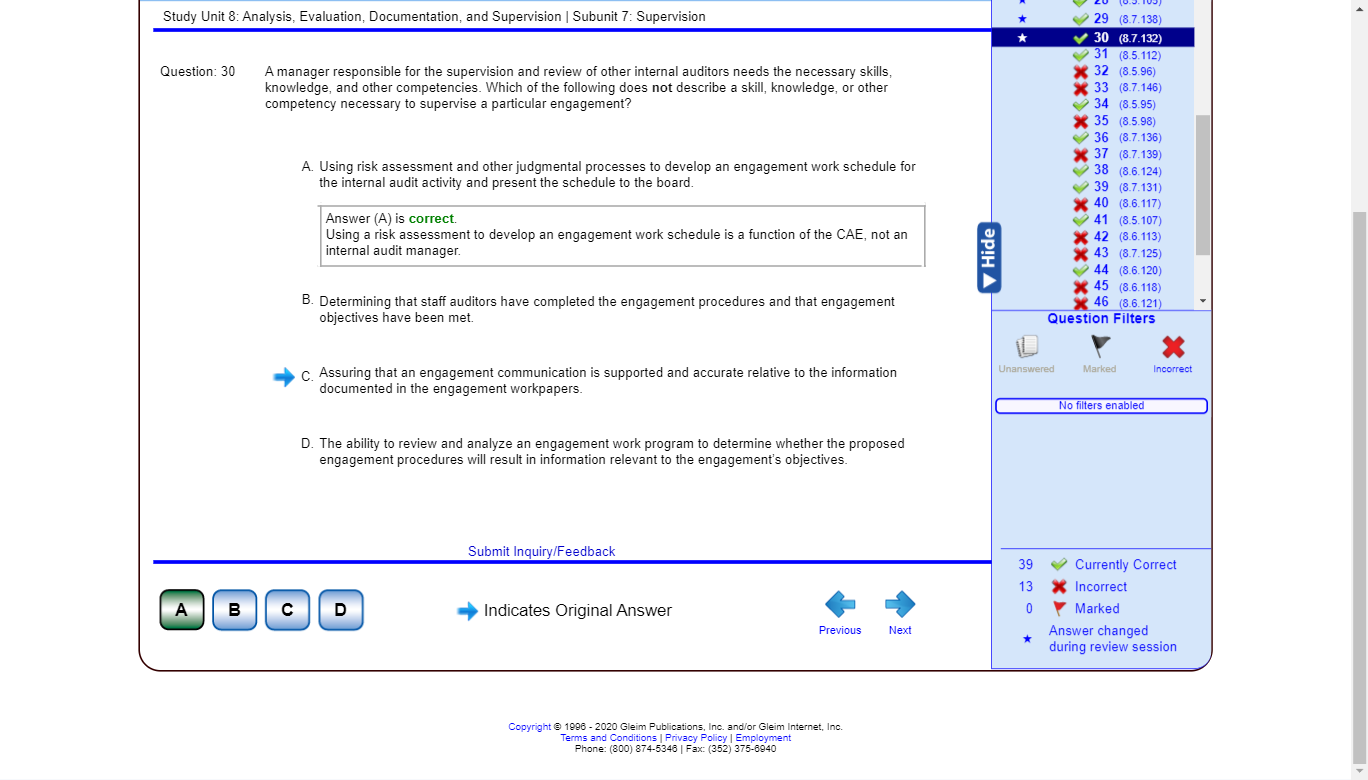 Study Unit 8: Analysis, Evaluation, Documentation, and Supervision | Subunit 7: Supervision
Question: 30
A manager responsible for the supervision and review of other internal auditors needs the necessary skills,
knowledge, and other competencies. Which of the following does not describe a skill, knowledge, or other
competency necessary to supervise a particular engagement?
A. Using risk assessment and other judgmental processes to develop an engagement work schedule for
the internal audit activity and present the schedule to the board.
Answer (A) is correct.
Using a risk assessment to develop an engagement work schedule is a function of the CAE, not an
internal audit manager.
B. Determining that staff auditors have completed the engagement procedures and that engagement
objectives have been met.
C. Assuring that an engagement communication is supported and accurate relative to the information
documented in the engagement workpapers.
D. The ability to review and analyze an engagement work program to determine whether the proposed
engagement procedures will result in information relevant to the engagement's objectives.
Submit Inquiry/Feedback
A B C D
Indicates Original Answer
Previous
Next
Hide
29 (8.7.138)
30 (8.7.132)
31 (8.5.112)
32 (8.5.96)
33 (8.7.146)
34 (8.5.95)
35 (8.5.98)
36 (8.7.136)
37 (8.7.139)
38 (8.6.124)
39 (8.7.131)
40 (8.6.117)
41 (8.5.107)
42 (8.6.113)
43 (8.7.125)
44 (8.6.120)
45 (8.6.118)
46 (8.6.121)
Question Filters
Unanswered
Marked
Incorrect
No filters enabled
39 Currently Correct
13 Incorrect
0 Marked
Answer changed
during review session
Copyright © 1996 - 2020 Gleim Publications, Inc. and/or Gleim Internet, Inc.
Terms and Conditions | Privacy Policy | Employment
Phone: (800) 874-5346 | Fax: (352) 375-6940